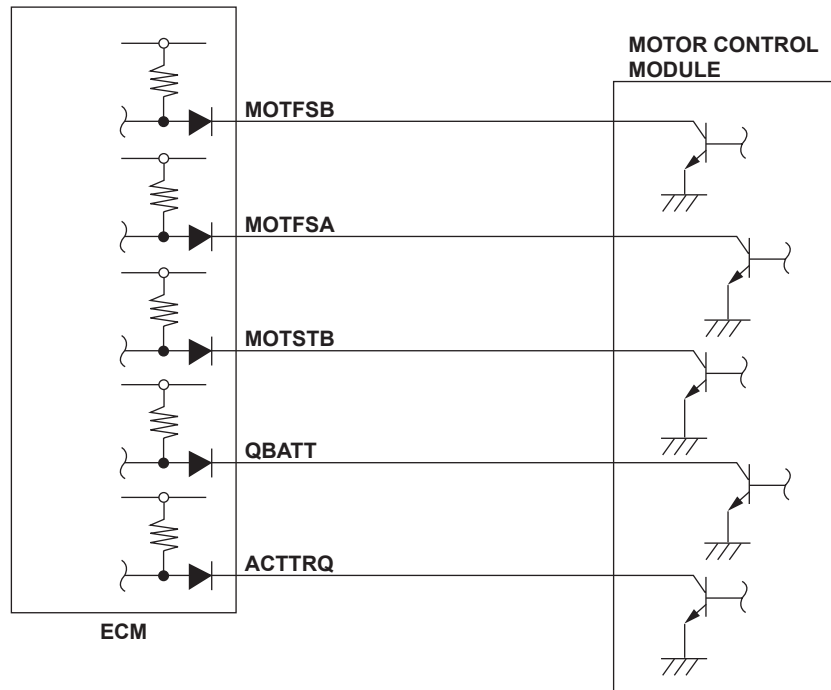 MOTOR CONTROL
MODULE
MOTFSB
MOTFSA
MOTSTB
QBATT
ACTTRQ
ECM